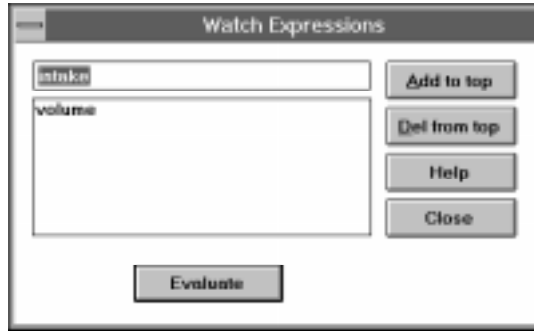 Watch Expressions
intake
Add to top
volume
Del from top
Help
Close
Evaluate